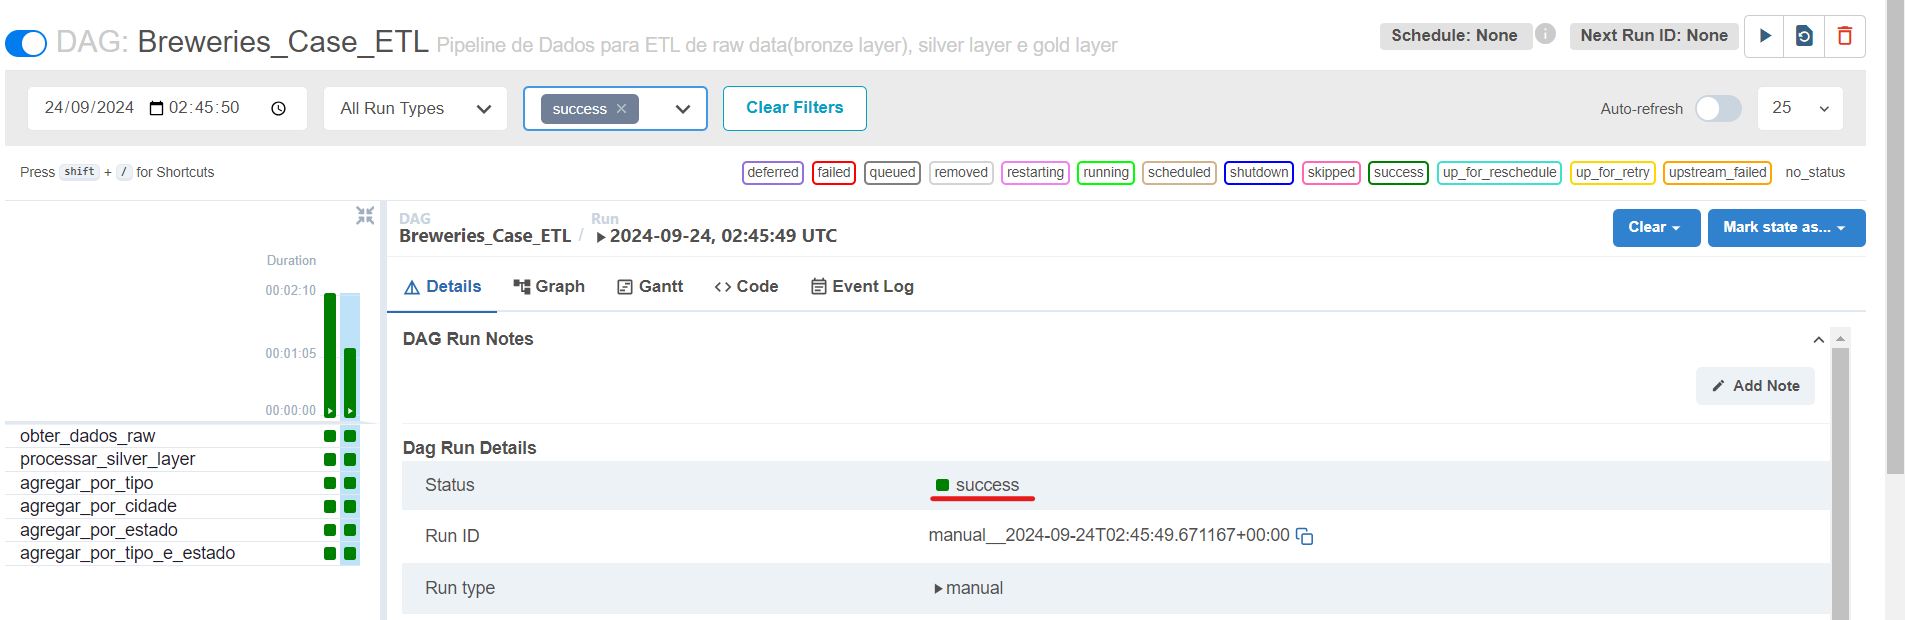 DAG: Breweries_Case_ETL Pipeline de Dados para ETL de raw data(bronze layer), silver layer e gold layer
Schedule: None i Next Run ID: None
24/09/2024 02:45:50 All Run Types success × Clear Filters Auto-refresh 25
Press shift + / for Shortcuts
deferred failed queued removed restarting running scheduled shutdown skipped success up_for_reschedule up_for_retry upstream_failed no_status
DAG Run
Breweries_Case_ETL / 2024-09-24, 02:45:49 UTC
Clear Mark state as...
Duration
00:02:10
00:01:05
00:00:00
obter_dados_raw
processar_silver_layer
agregar_por_tipo
agregar_por_cidade
agregar_por_estado
agregar_por_tipo_e_estado
Details Graph Gantt Code Event Log
DAG Run Notes
Add Note
Dag Run Details
Status success
Run ID manual__2024-09-24T02:45:49.671167+00:00
Run type manual